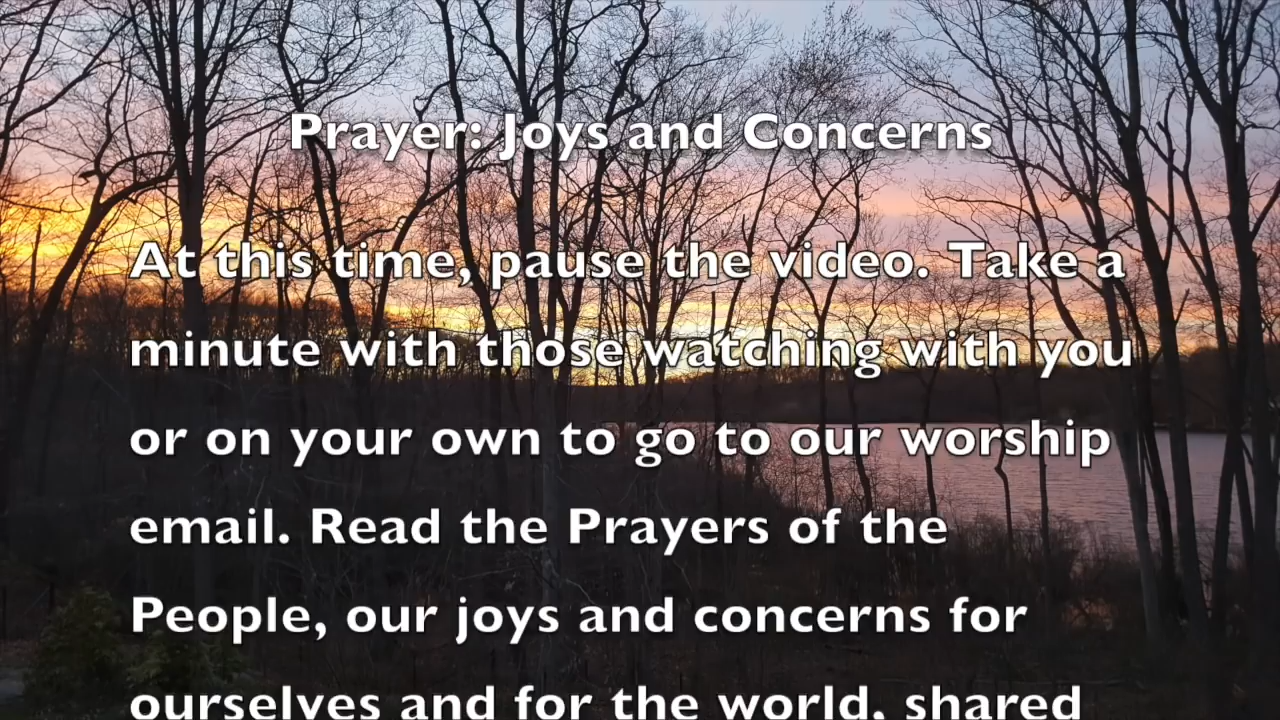 Prayer: Joys and Concerns
At this time, pause the video. Take a
minute with those watching with you
or on your own to go to our worship
email. Read the Prayers of the
People, our joys and concerns for
ourselves and for the world, shared